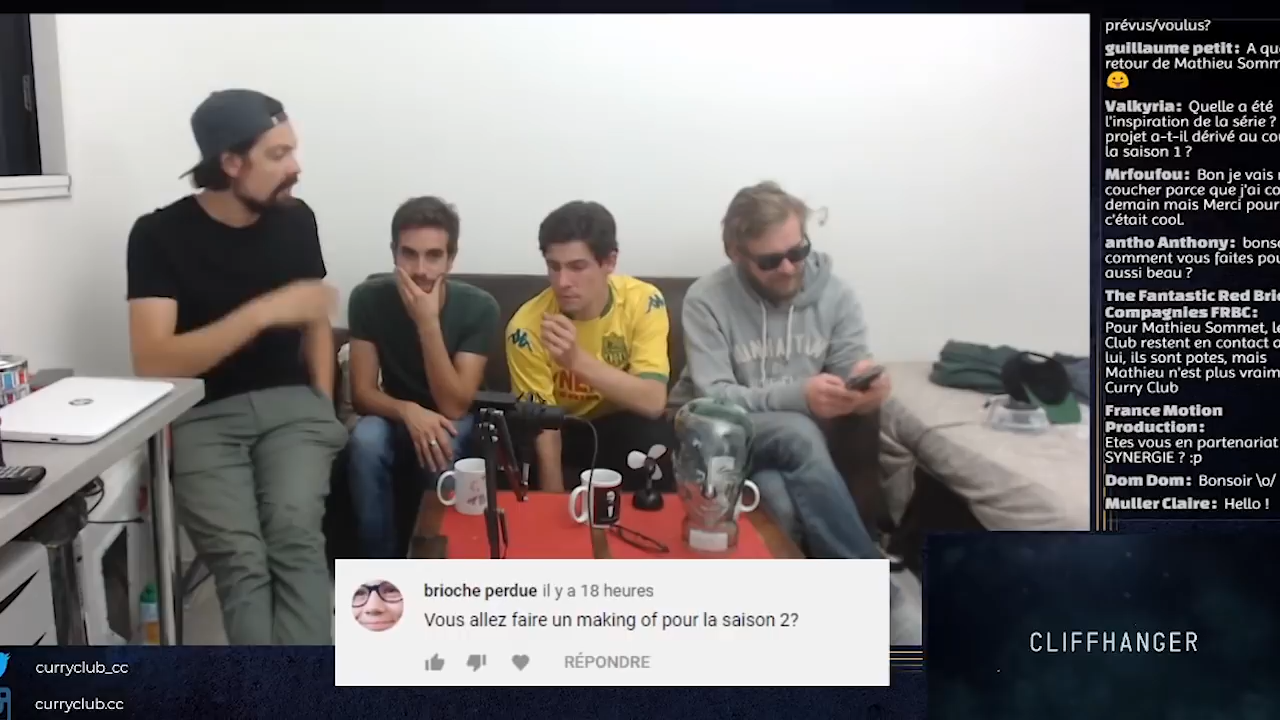 prévus/voulus?
guillaume petit: A qu
retour de Mathieu Somm
Valkyria: Quelle a été
l'inspiration de la série ?
projet a-t-il dérivé au co
la saison 1 ?
Mrfoufou: Bon je vais
coucher parce que j'ai co
demain mais Merci pour
c'était cool.
antho Anthony: bonso
comment vous faites pou
aussi beau ?
The Fantastic Red Bri
Compagnies FRBC:
Pour Mathieu Sommet, l
Club restent en contact
lui, ils sont potes, mais
Mathieu n'est plus vraim
Curry Club
France Motion
Production:
Etes vous en partenariat
SYNERGIE ? :p
Dom Dom: Bonsoir \o/
Muller Claire: Hello !
brioche perdue il y a 18 heures
Vous allez faire un making of pour la saison 2?
RÉPONDRE
CLIFFHANGER
curryclub_cc
curryclub.cc